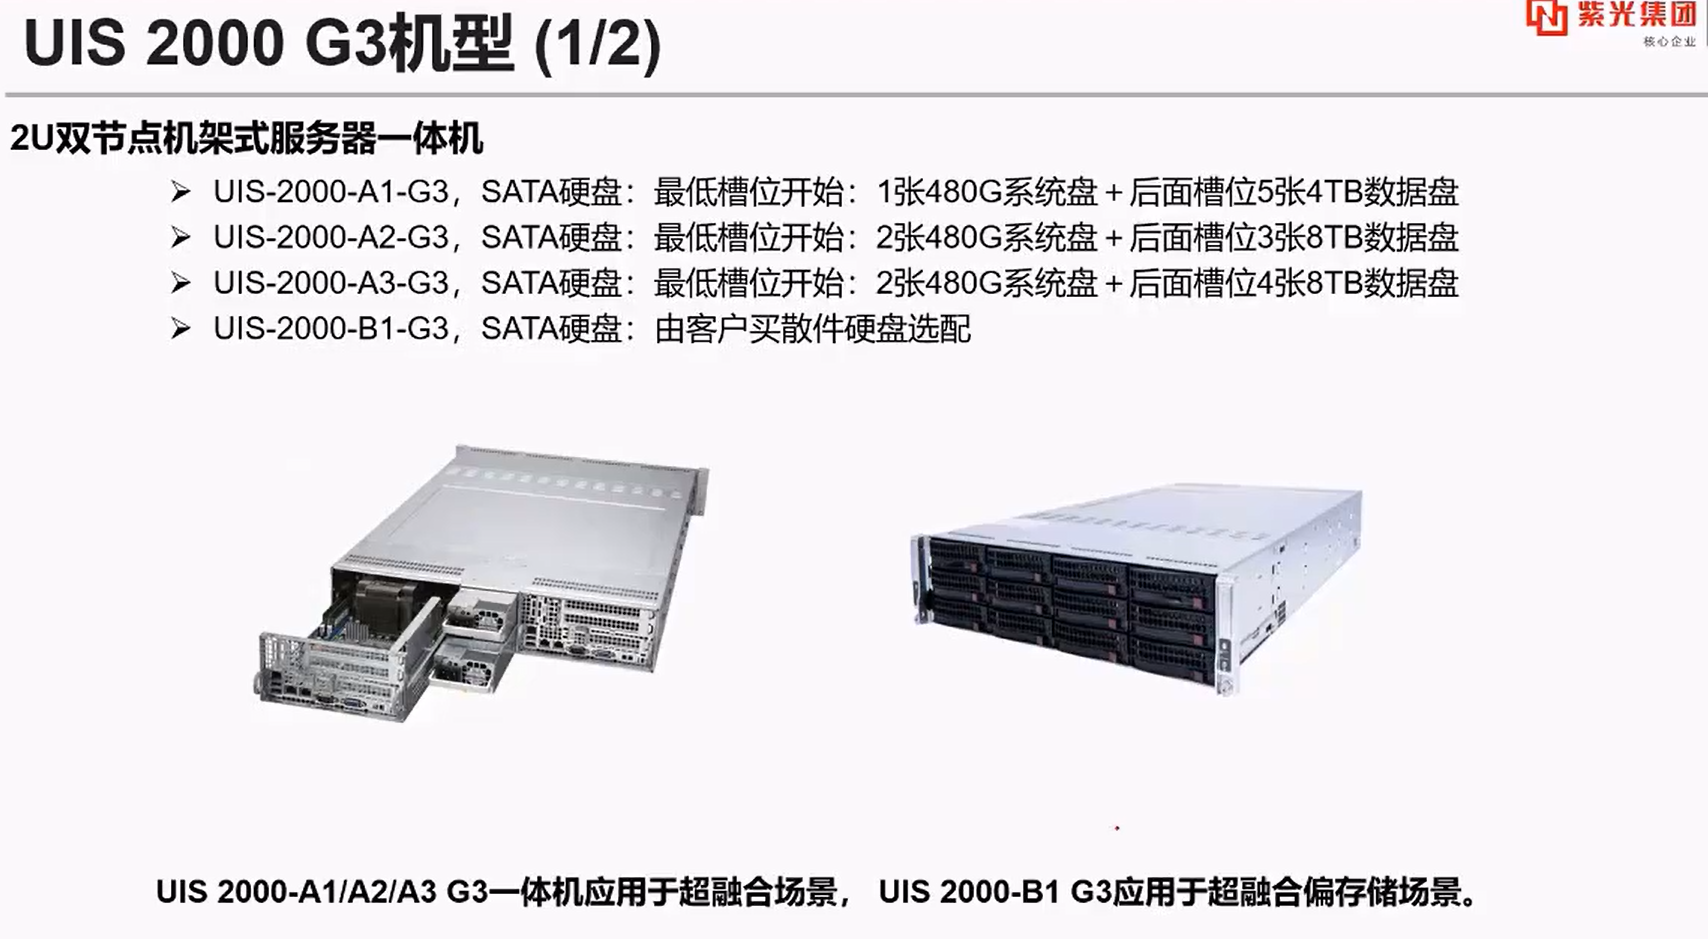 UIS 2000 G3机型 (1/2)
紫光集团
核心企业
2U双节点机架式服务器一体机
➢ UIS-2000-A1-G3，SATA硬盘：最低槽位开始：1张480G系统盘＋后面槽位5张4TB数据盘
➢ UIS-2000-A2-G3，SATA硬盘：最低槽位开始：2张480G系统盘＋后面槽位3张8TB数据盘
➢ UIS-2000-A3-G3，SATA硬盘：最低槽位开始：2张480G系统盘＋后面槽位4张8TB数据盘
➢ UIS-2000-B1-G3，SATA硬盘：由客户买散件硬盘选配
UIS 2000-A1/A2/A3 G3一体机应用于超融合场景， UIS 2000-B1 G3应用于超融合偏存储场景。